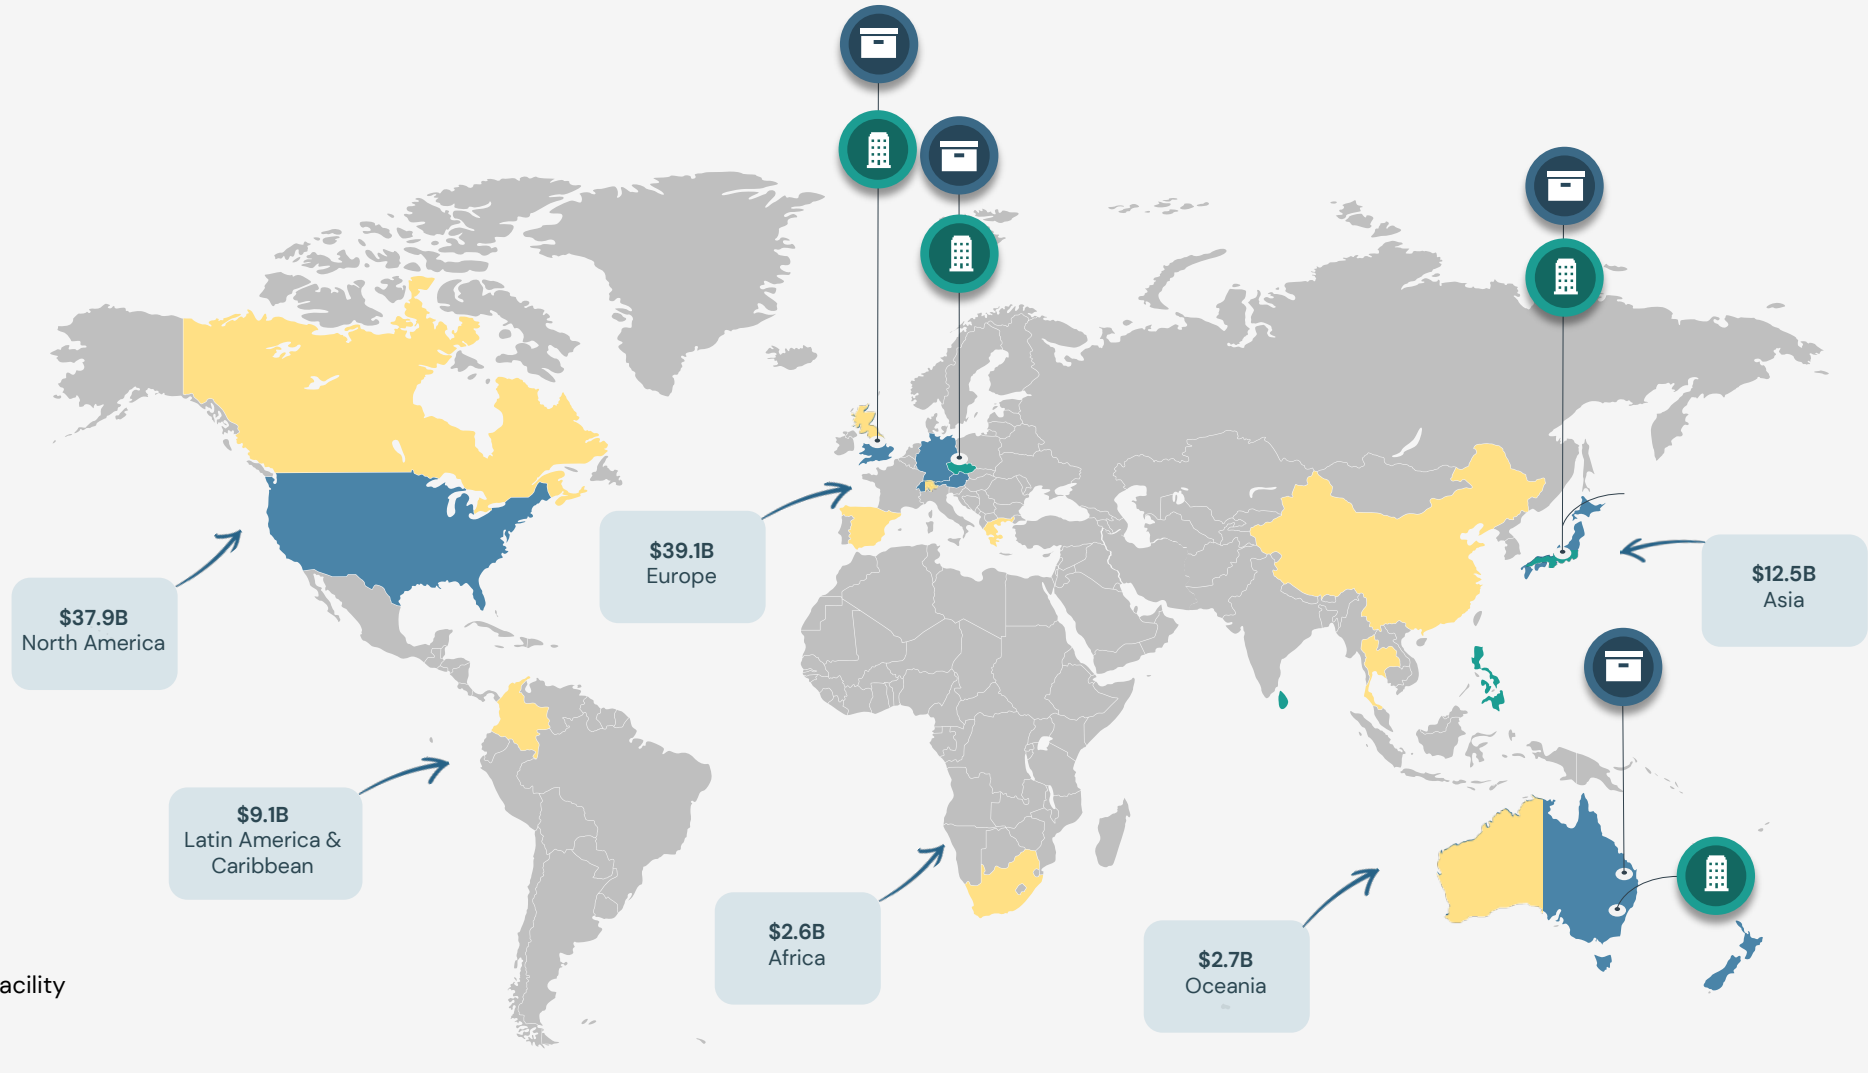 $37.9B
North America
$39.1B
Europe
$12.5B
Asia
$9.1B
Latin America &
Caribbean
$2.6B
Africa
$2.7B
Oceania
acility